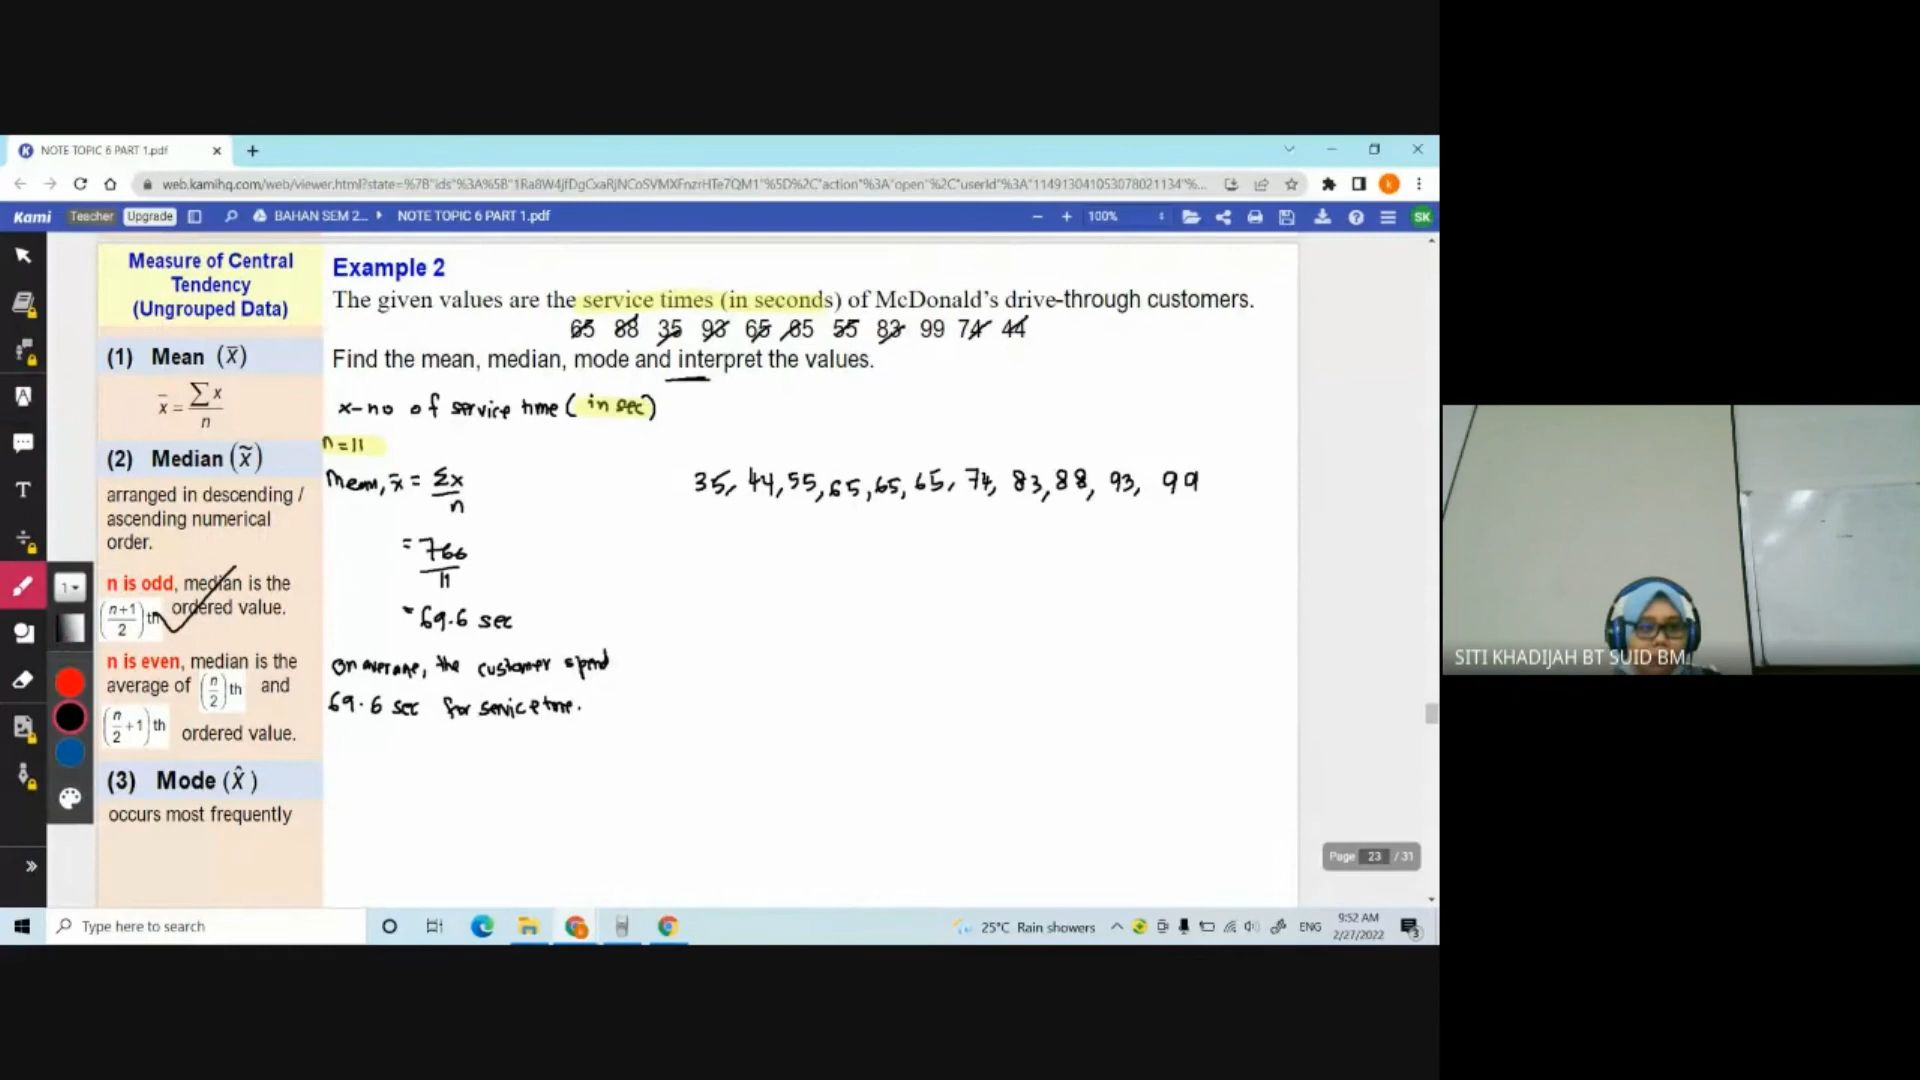 NOTE TOPIC 6 PART 1.pdf
web.kamihq.com/web/viewer.html?state=%7B"ids"%3A%5B"1Ra8W4jfDgCxaRjNCoSVMXFnzrHTe7QM1"%5D%2C"action"%3A"open"%2C"userId"%3A"114913041053078021134"%...
k
Kami Teacher Upgrade BAHAN SEM 2... NOTE TOPIC 6 PART 1.pdf 100% SK
Measure of Central
Tendency
(Ungrouped Data)
(1) Mean (x̄)
x̄ = ∑x / n
(2) Median (x̃)
arranged in descending /
ascending numerical
order.
n is odd, median is the
((n+1)/2) th ordered value.
n is even, median is the
average of (n/2) th and
(n/2 + 1) th ordered value.
(3) Mode (x̂)
occurs most frequently
Example 2
The given values are the service times (in seconds) of McDonald's drive-through customers.
65 88 35 93 65 65 55 83 99 74 44
Find the mean, median, mode and interpret the values.
x - no of service time (in sec)
n = 11
mean, x̄ = Σx / n
= 766 / 11
= 69.6 sec
On average, the customer spend
69.6 sec for service time.
35, 44, 55, 65, 65, 65, 74, 83, 88, 93, 99
1
Page 23 / 31
Type here to search
25°C Rain showers
ENG
9:52 AM
2/27/2022
3
SITI KHADIJAH BT SUID BM